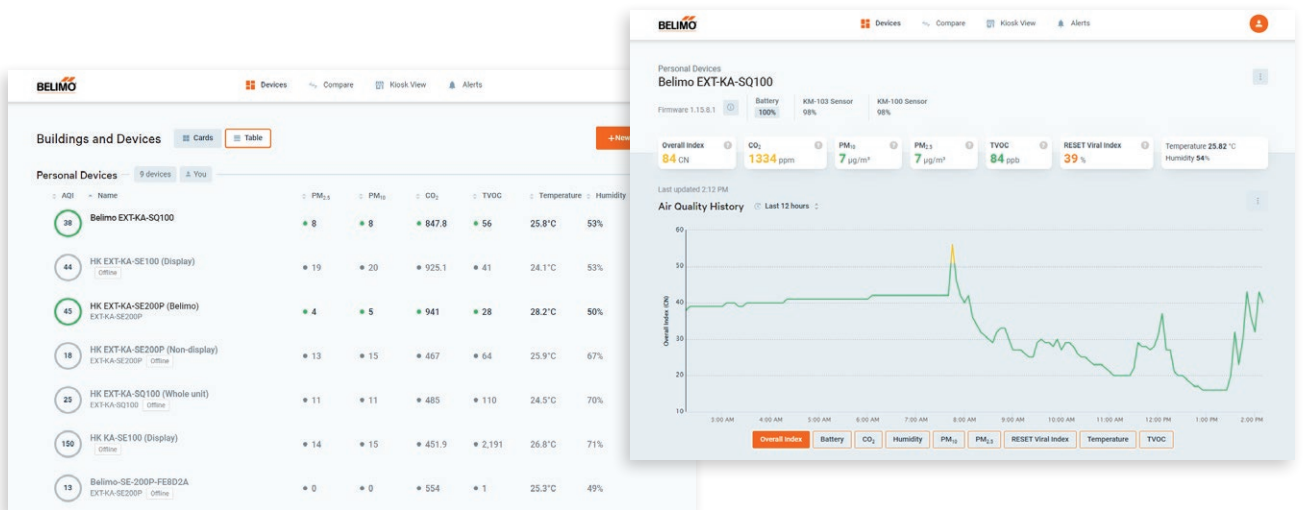 BELIMO
Devices Compare Kiosk View Alerts
Buildings and Devices Cards Table +New
Personal Devices 9 devices You
AQI Name PM2.5 PM10 CO2 TVOC Temperature Humidity
38 Belimo EXT-KA-SQ100 8 8 847.8 56 25.8°C 53%
44 HK EXT-KA-SE100 (Display) 19 20 925.1 41 24.1°C 53%
Offline
45 HK EXT-KA-SE200P (Belimo) 4 5 941 28 28.2°C 50%
EXT-KA-SE200P
18 HK EXT-KA-SE200P (Non-display) 13 15 467 64 25.9°C 67%
EXT-KA-SE200P Offline
25 HK EXT-KA-SQ100 (Whole unit) 11 11 485 110 24.5°C 70%
EXT-KA-SQ100 Offline
150 HK KA-SE100 (Display) 14 15 451.9 2,191 26.8°C 71%
Offline
13 Belimo-SE-200P-FE8D2A 0 0 554 1 25.3°C 49%
EXT-KA-SE200P Offline
BELIMO
Devices Compare Kiosk View Alerts
Personal Devices
Belimo EXT-KA-SQ100
Firmware 1.15.8.1
Battery KM-103 Sensor KM-100 Sensor
100% 98% 98%
Overall Index CO2 PM10 PM2.5 TVOC RESET Viral Index Temperature 25.82 °C
84 CN 1334 ppm 7 µg/m³ 7 µg/m³ 84 ppb 39 % Humidity 54%
Last updated 2:12 PM
Air Quality History Last 12 hours
Overall Index (CN)
60
50
40
30
20
10
3:00 AM 4:00 AM 5:00 AM 6:00 AM 7:00 AM 8:00 AM 9:00 AM 10:00 AM 11:00 AM 12:00 PM 1:00 PM 2:00 PM
Overall Index Battery CO2 Humidity PM10 PM2.5 RESET Viral Index Temperature TVOC